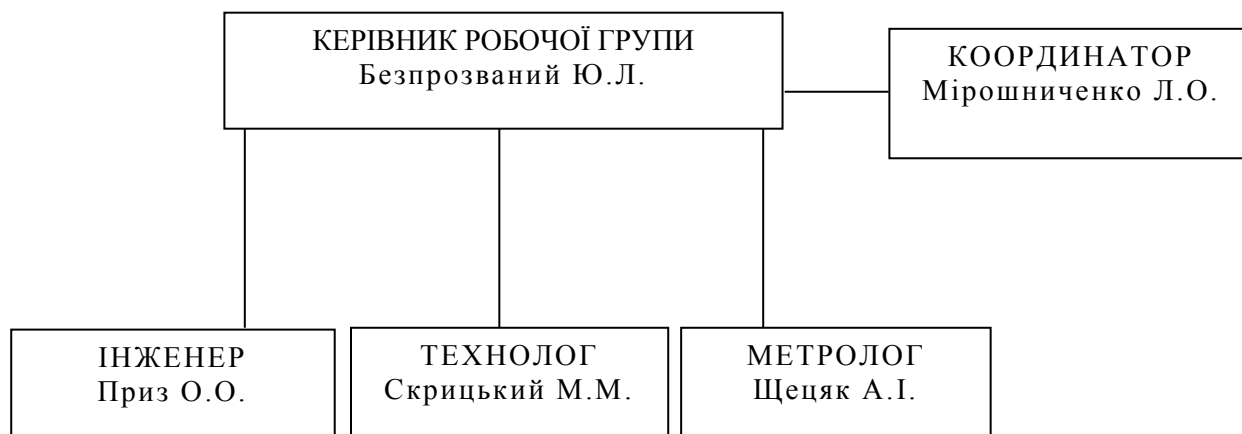 КЕРІВНИК РОБОЧОЇ ГРУПИ
Безпрозваний Ю.Л.
КООРДИНАТОР
Мірошниченко Л.О.
ІНЖЕНЕР
Приз О.О.
ТЕХНОЛОГ
Скрицький М.М.
МЕТРОЛОГ
Щецяк А.І.